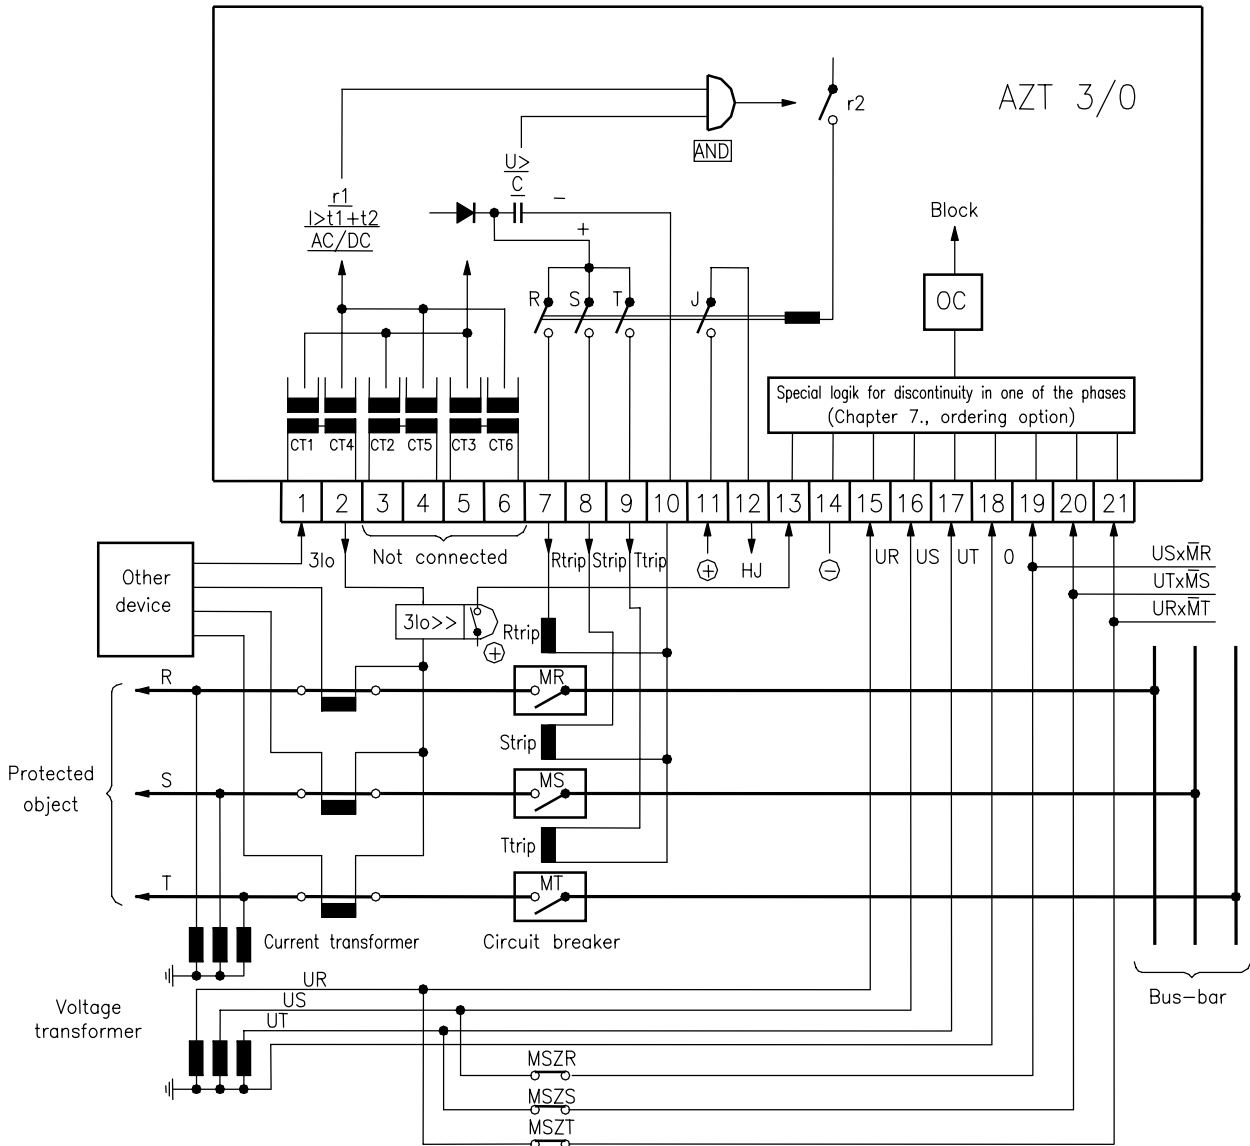 AZT 3/0
r2
AND
U>
C
−
+
r1
I>t1+t2
AC/DC
Block
OC
R S T J
Special logik for discontinuity in one of the phases
(Chapter 7., ordering option)
CT1 CT4 CT2 CT5 CT3 CT6
1 2 3 4 5 6 7 8 9 10 11 12 13 14 15 16 17 18 19 20 21
3Io
Not connected
Rtrip Strip Ttrip
+ HJ −
UR US UT 0
USxM̅R
UTxM̅S
URxM̅T
Other
device
3Io>>
+
Rtrip
R
MR
Strip
Protected
object
S
MS
Ttrip
T
MT
Current transformer
Circuit breaker
Bus-bar
Voltage
transformer
UR
US
UT
MSZR
MSZS
MSZT